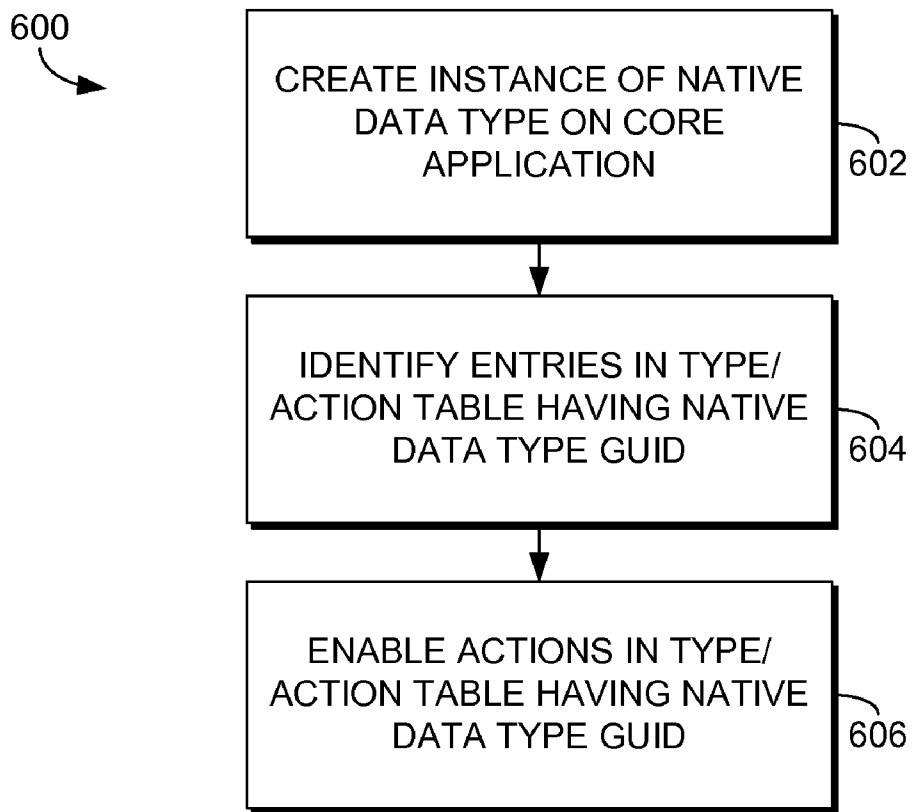 600
CREATE INSTANCE OF NATIVE
DATA TYPE ON CORE
APPLICATION
602
IDENTIFY ENTRIES IN TYPE/
ACTION TABLE HAVING NATIVE
DATA TYPE GUID
604
ENABLE ACTIONS IN TYPE/
ACTION TABLE HAVING NATIVE
DATA TYPE GUID
606